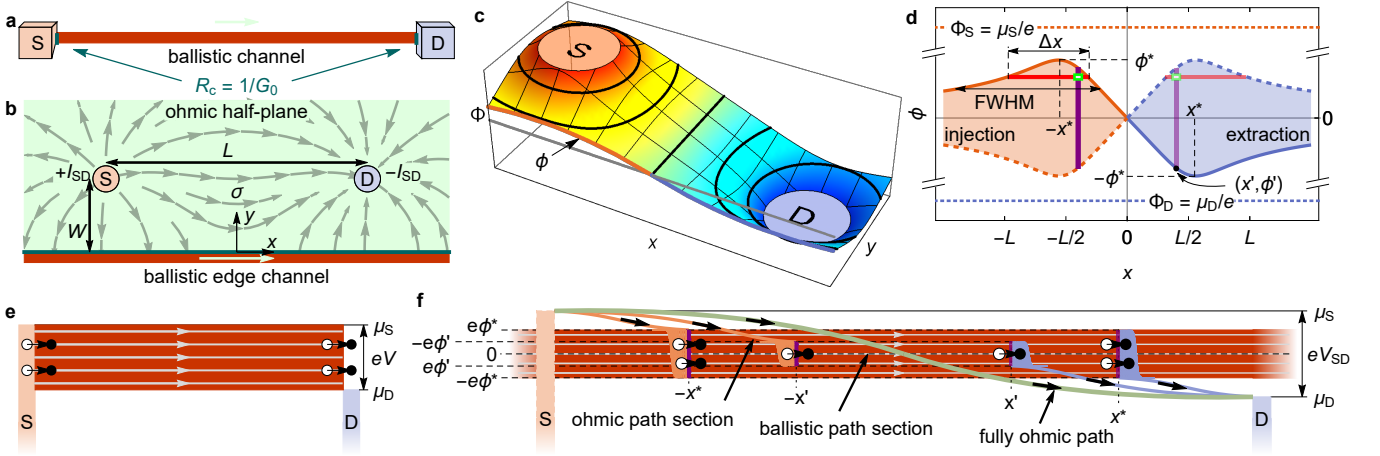 a
S
D
ballistic channel
R_c = 1/G_0
b
ohmic half-plane
L
+I_SD
S
D
−I_SD
σ
W
y
x
ballistic edge channel
c
S
Φ
ϕ
D
x
y
d
Φ_S = μ_S/e
Δx
ϕ*
FWHM
−x*
x*
ϕ
0
injection
extraction
−ϕ*
(x',ϕ')
Φ_D = μ_D/e
−L
−L/2
0
L/2
L
x
e
μ_S
eV
μ_D
S
D
f
eϕ*
−eϕ'
0
eϕ'
−eϕ*
μ_S
eV_SD
μ_D
−x*
−x'
x'
x*
S
ohmic path section
ballistic path section
fully ohmic path
D